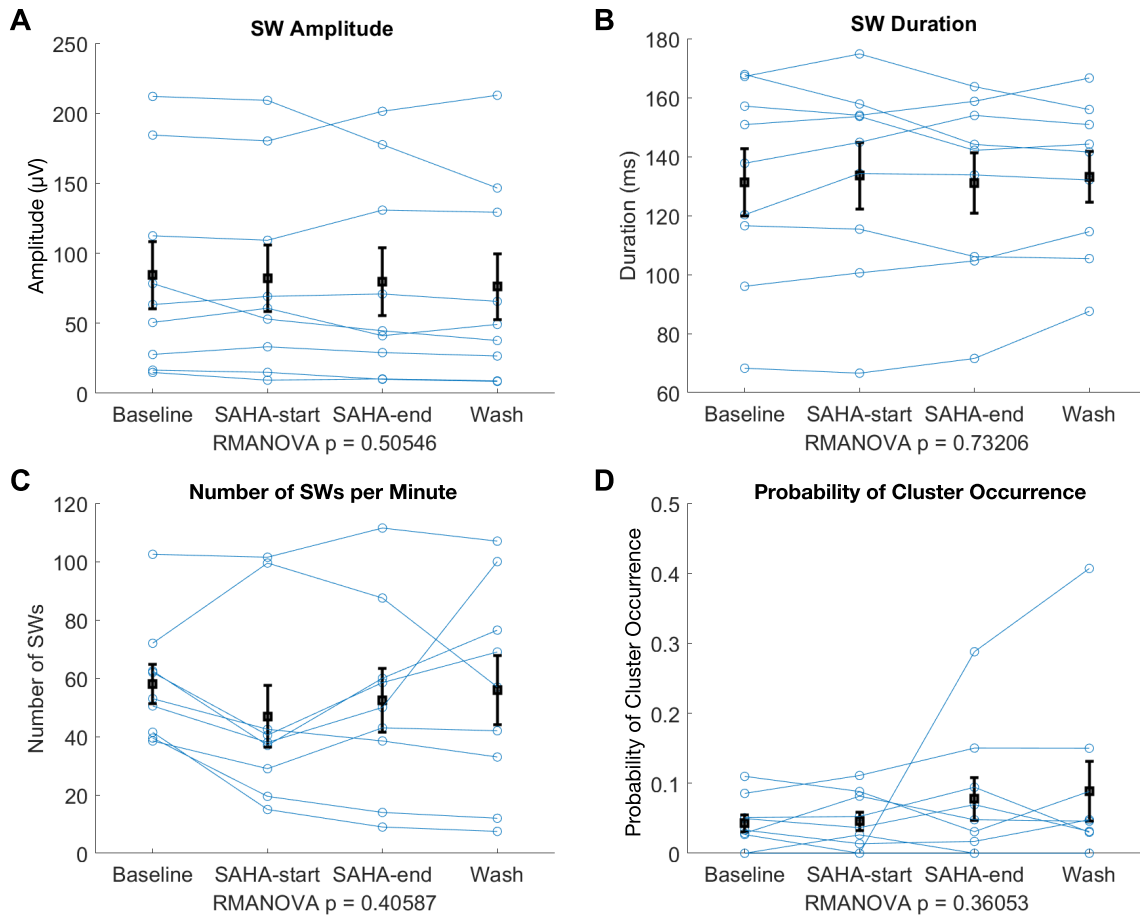 A
SW Amplitude
250
200
150
100
50
0
Amplitude (µV)
Baseline SAHA-start SAHA-end Wash
RMANOVA p = 0.50546
B
SW Duration
180
160
140
120
100
80
60
Duration (ms)
Baseline SAHA-start SAHA-end Wash
RMANOVA p = 0.73206
C
Number of SWs per Minute
120
100
80
60
40
20
0
Number of SWs
Baseline SAHA-start SAHA-end Wash
RMANOVA p = 0.40587
D
Probability of Cluster Occurrence
0.5
0.4
0.3
0.2
0.1
0
Probability of Cluster Occurrence
Baseline SAHA-start SAHA-end Wash
RMANOVA p = 0.36053